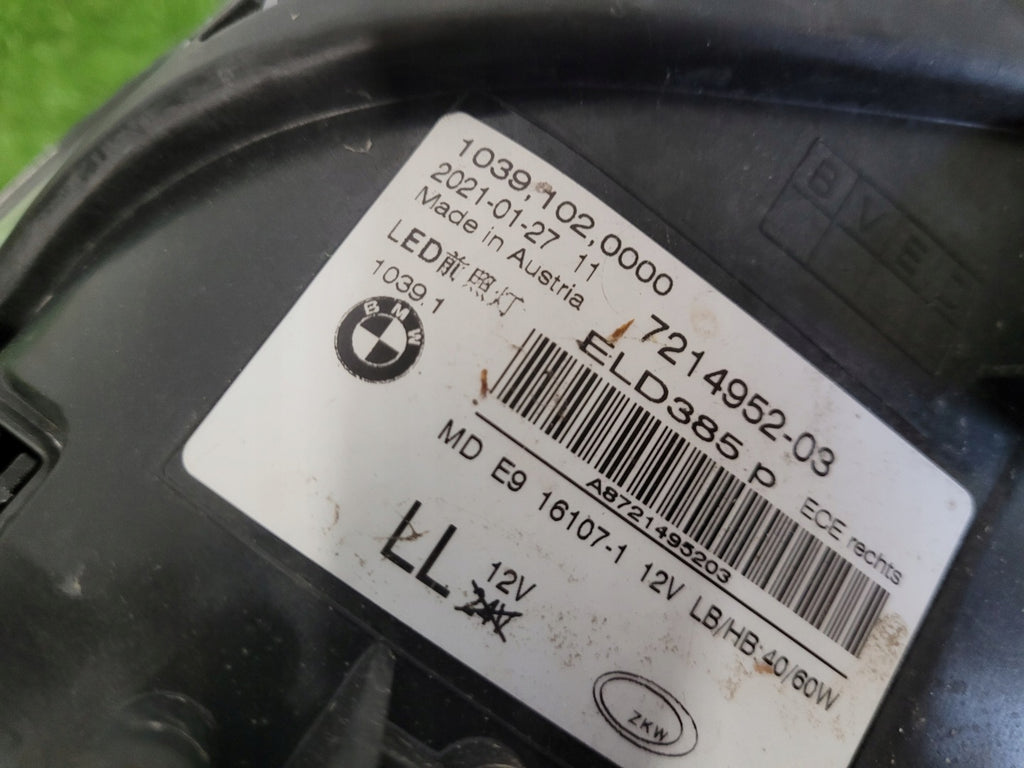 1039,102,0000
2021-01-27 11
Made in Austria
LED前照灯
1039.1
BMW
7214952-03
ELD385 p
ECE rechts
A8721495203
MD E9 16107-1 12V LB/HB:40/60W
LL
12V
24V
ZKW